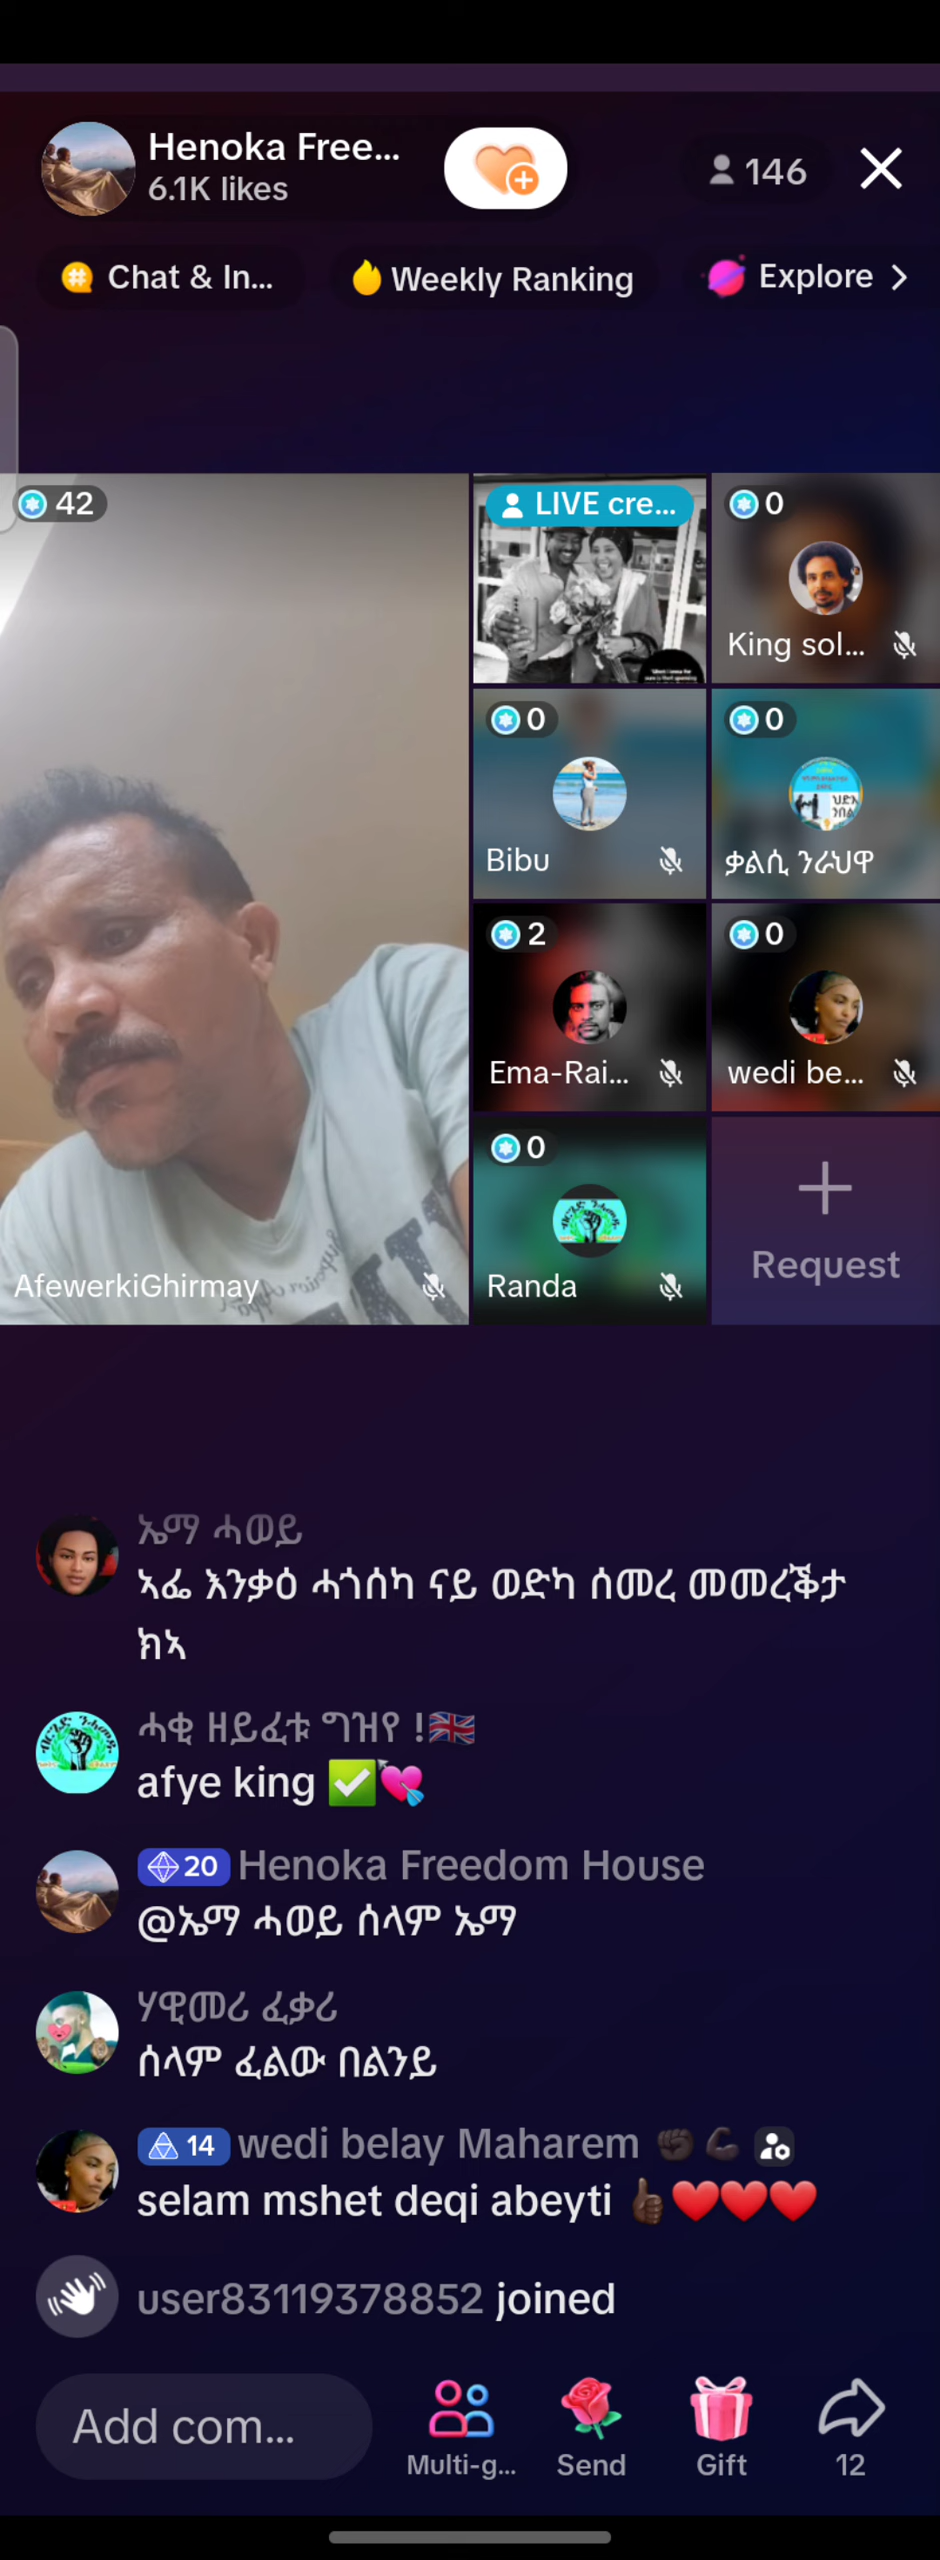 Henoka Free...
6.1K likes
146
Chat & In...
Weekly Ranking
Explore
42
LIVE cre...
0
King sol...
0
Bibu
0
ቃልሲ ንራህዋ
2
Ema-Rai...
0
wedi be...
0
Randa
Request
AfewerkiGhirmay
ኤማ ሓወይ
ኣፌ እንቃዕ ሓጎሰካ ናይ ወድካ ሰመረ መመረቕታ
ክኣ
ሓቂ ዘይፈቱ ግዝየ !🇬🇧
afye king ✅💘
20 Henoka Freedom House
@ኤማ ሓወይ ሰላም ኤማ
ሃዊመሪ ፈቃሪ
ሰላም ፈልው በልንይ
14 wedi belay Maharem ✊🏿💪🏿
selam mshet deqi abeyti 👍🏿❤️❤️❤️
user83119378852 joined
Add com...
Multi-g...
Send
Gift
12